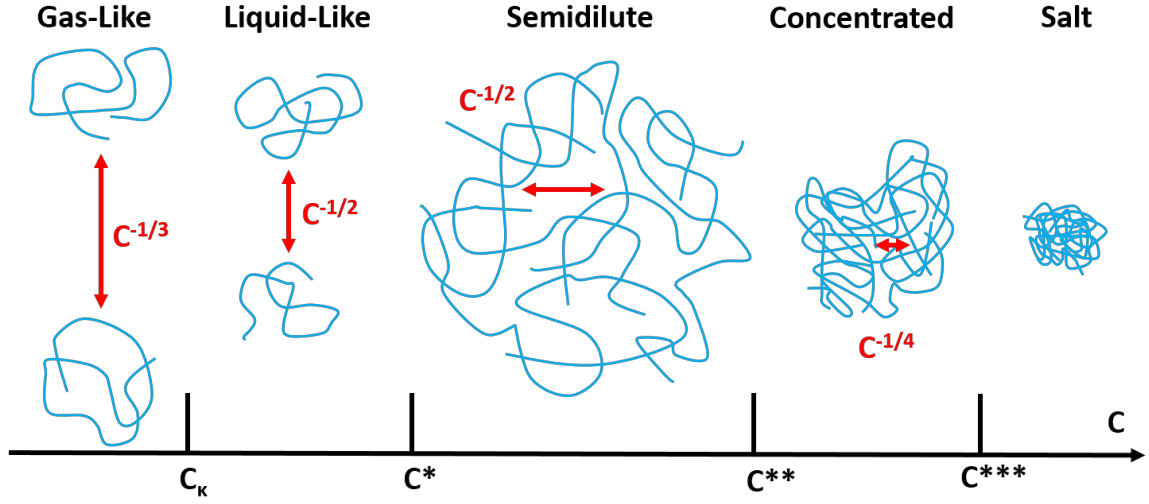 Gas-Like Liquid-Like Semidilute Concentrated Salt
C-1/3
C-1/2
C-1/2
C-1/4
C
Cκ C* C** C***